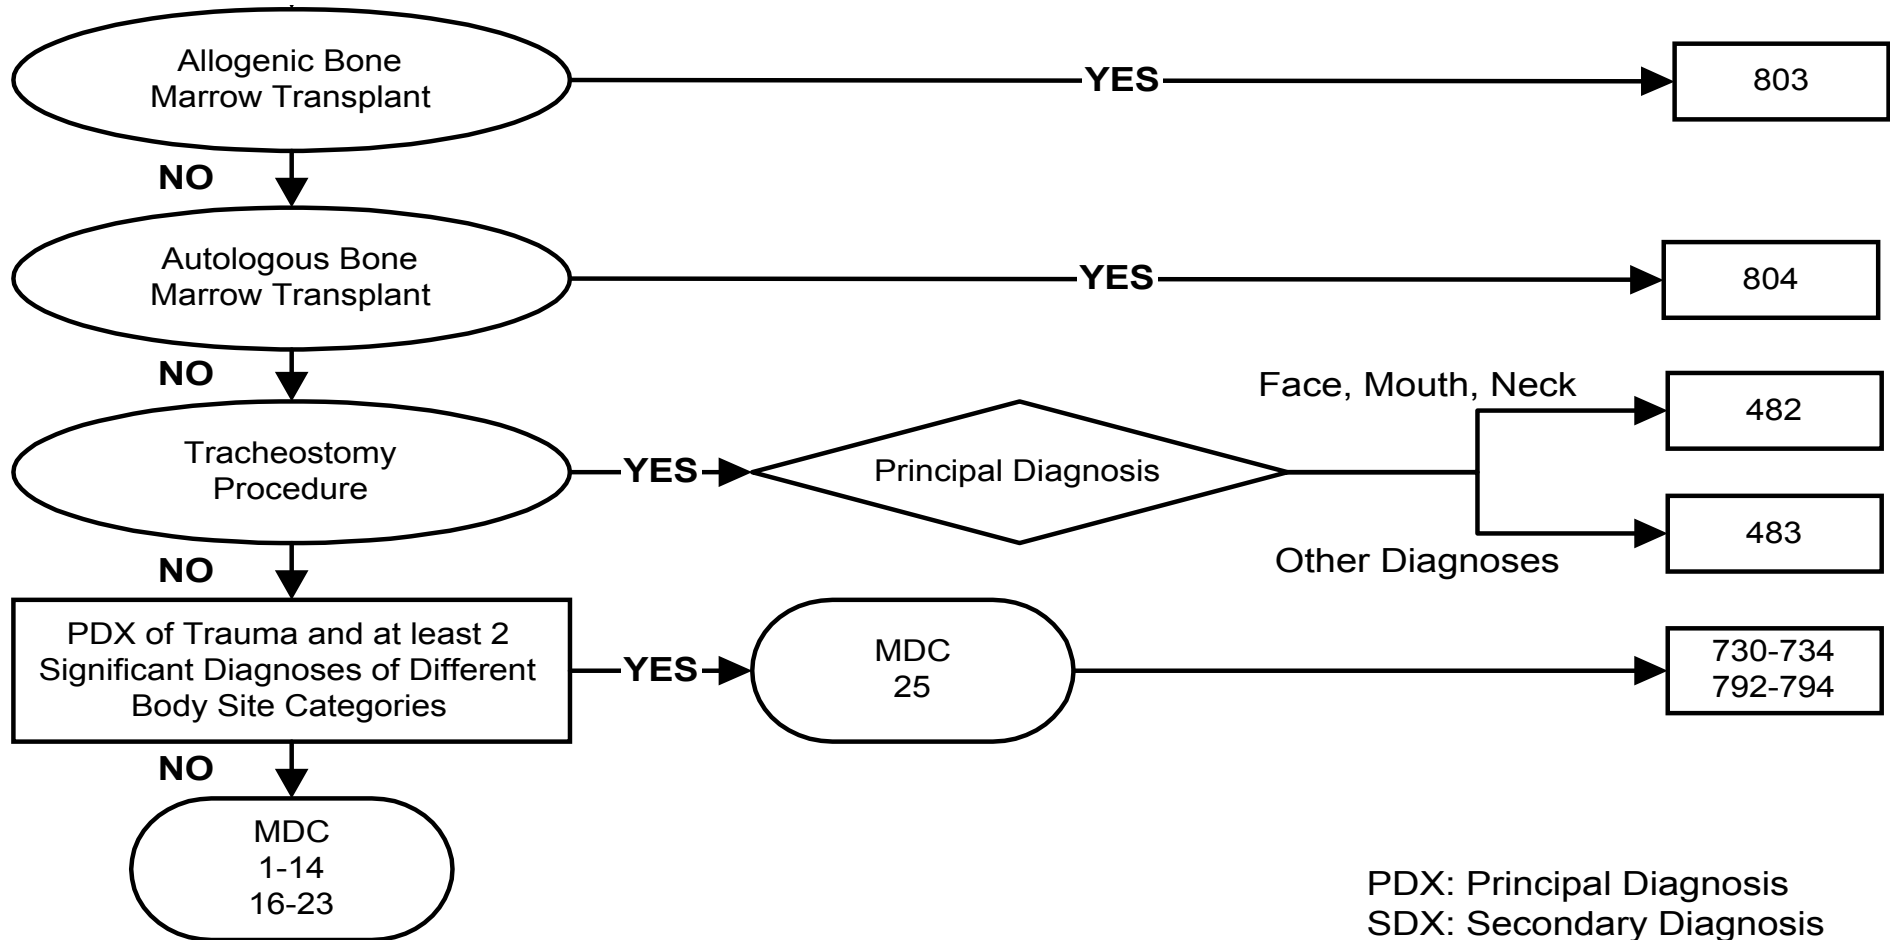 Allogenic Bone
Marrow Transplant
YES
803
NO
Autologous Bone
Marrow Transplant
YES
804
NO
Tracheostomy
Procedure
YES
Principal Diagnosis
Face, Mouth, Neck
482
Other Diagnoses
483
NO
PDX of Trauma and at least 2
Significant Diagnoses of Different
Body Site Categories
YES
MDC
25
730-734
792-794
NO
MDC
1-14
16-23
PDX: Principal Diagnosis
SDX: Secondary Diagnosis